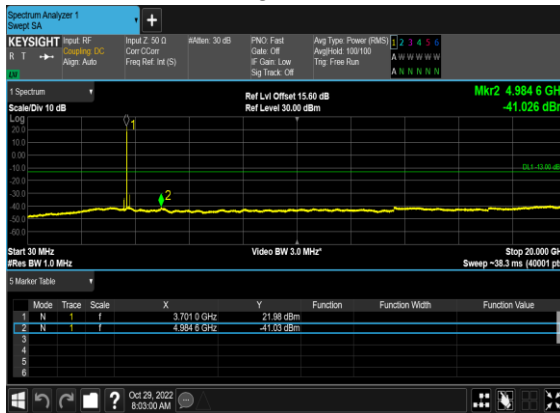 Spectrum Analyzer 1
Swept SA
+
KEYSIGHT Input: RF Input Z: 50 Ω #Atten: 30 dB PNO: Fast Avg Type: Power (RMS) 1 2 3 4 5 6
R T Coupling: DC Corr CCorr Gate: Off Avg|Hold: 100/100 A W W W W W
Align: Auto Freq Ref: Int (S) IF Gain: Low Trig: Free Run
Sig Track: Off A N N N N N
1 Spectrum
Ref Lvl Offset 15.60 dB Mkr2 4.984 6 GH
Scale/Div 10 dB Ref Level 30.00 dBm -41.026 dBr
Log
20.0
10.0
0.00
-10.0
DL1 -13.00 dB
-20.0
-30.0
-40.0
-50.0
-60.0
1
2
Start 30 MHz Video BW 3.0 MHz* Stop 20.000 GH
#Res BW 1.0 MHz Sweep ~38.3 ms (40001 pts
5 Marker Table
Mode Trace Scale X Y Function Function Width Function Value
1 N 1 f 3.701 0 GHz 21.98 dBm
2 N 1 f 4.984 6 GHz -41.03 dBm
3
4
5
6
? Oct 29, 2022
8:03:00 AM